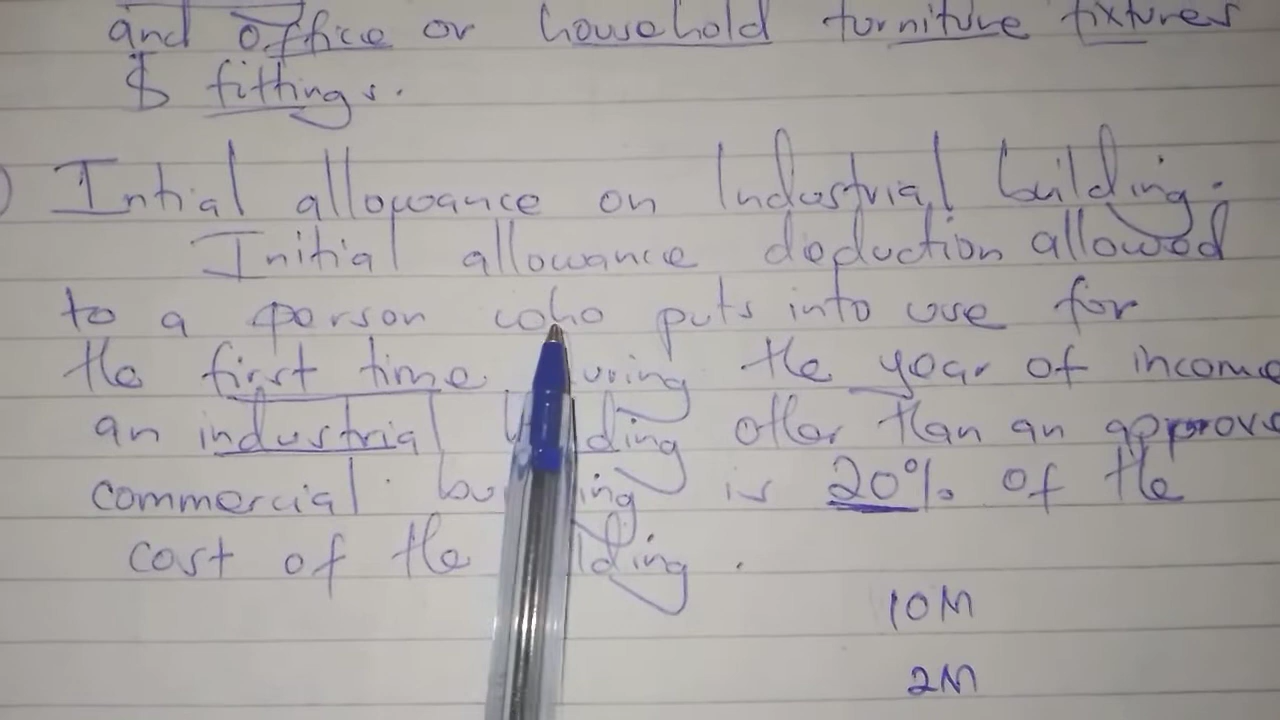 and office or household furniture fixtures
& fittings.
) Intial allowance on Industrial building.
Initial allowance deduction allowed
to a person who puts into use for
the first time during the year of income
an industrial building other than an approve
commercial building is 20% of the
cost of the building.
10M
2M